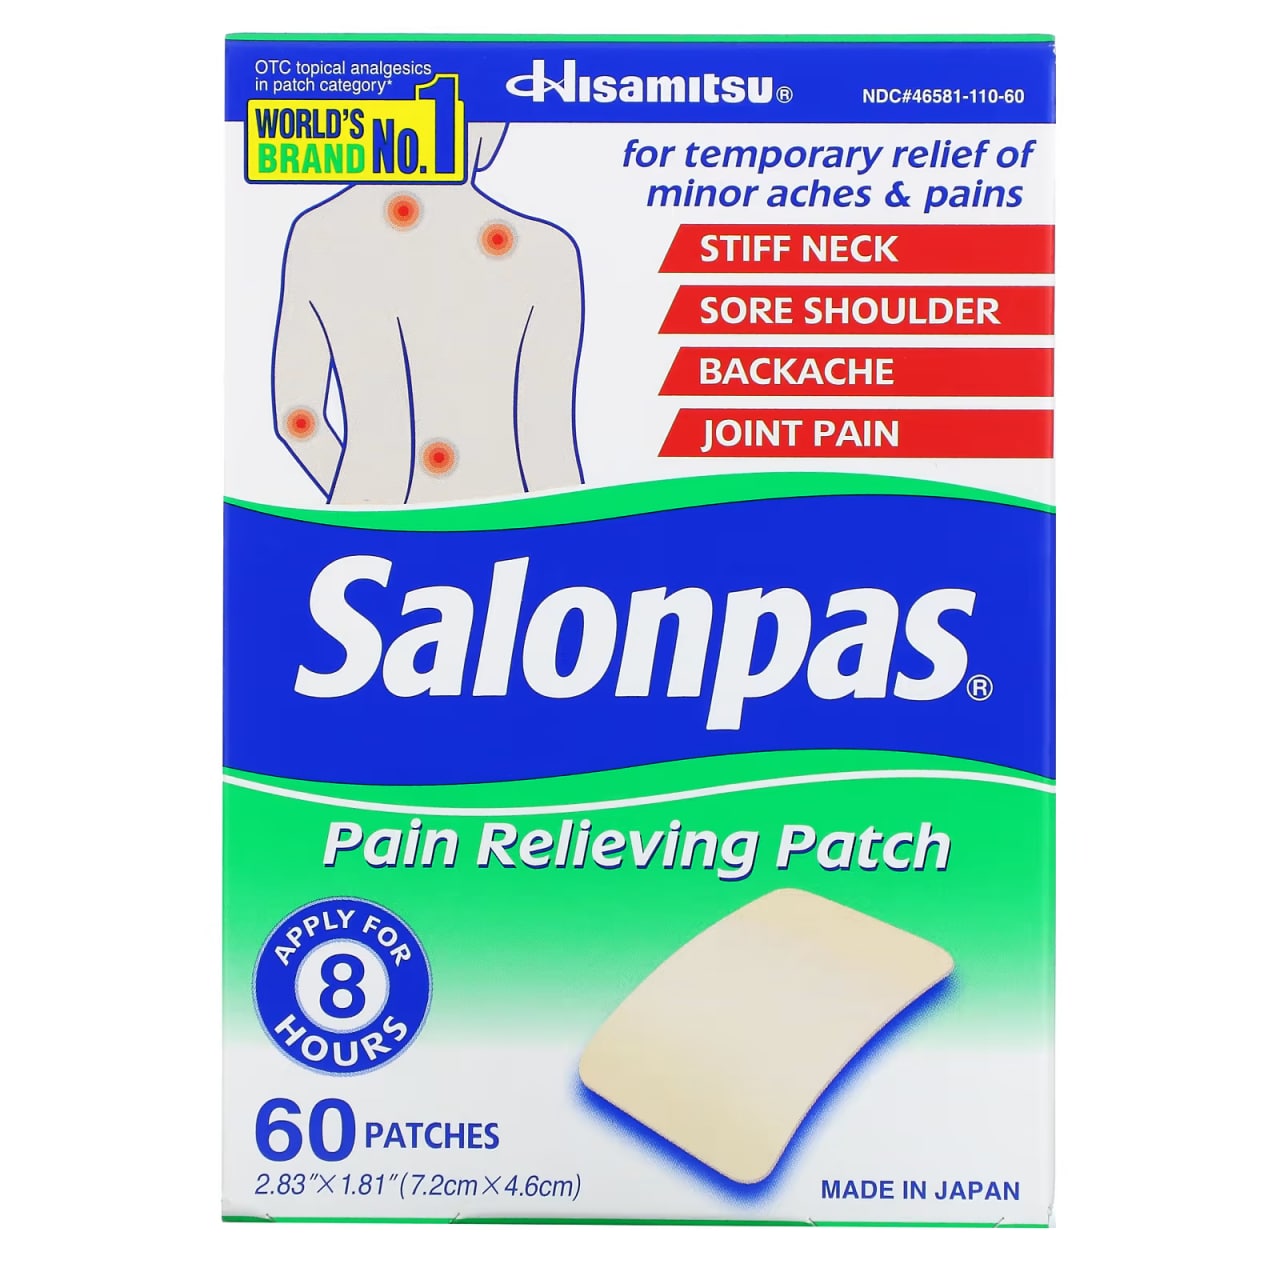 OTC topical analgesics
in patch category*
WORLD'S
BRAND No.1
Hisamitsu®
NDC#46581-110-60
for temporary relief of
minor aches & pains
STIFF NECK
SORE SHOULDER
BACKACHE
JOINT PAIN
Salonpas®
Pain Relieving Patch
APPLY FOR
8
HOURS
60 PATCHES
2.83"×1.81"(7.2cm×4.6cm)
MADE IN JAPAN